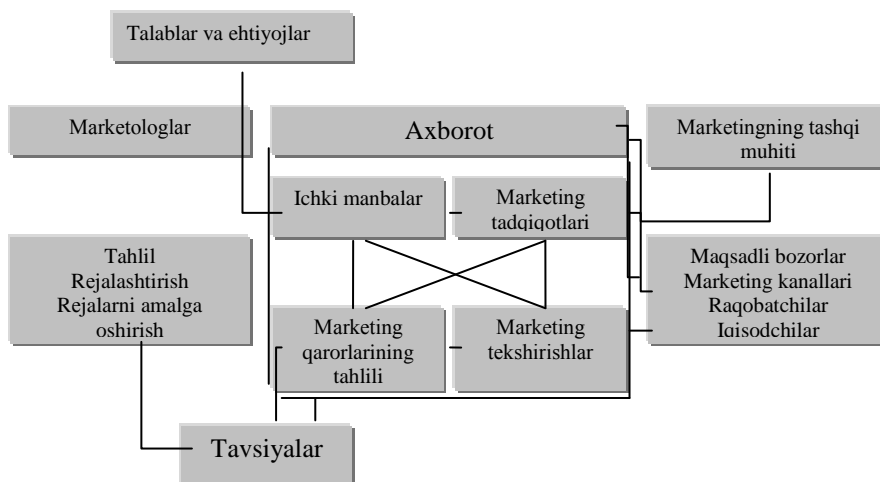 Talablar va ehtiyojlar
Marketologlar
Axborot
Marketingning tashqi
muhiti
Ichki manbalar
Marketing
tadqiqotlari
Tahlil
Rejalashtirish
Rejalarni amalga
oshirish
Maqsadli bozorlar
Marketing kanallari
Raqobatchilar
Iqisodchilar
Marketing
qarorlarining
tahlili
Marketing
tekshirishlar
Tavsiyalar